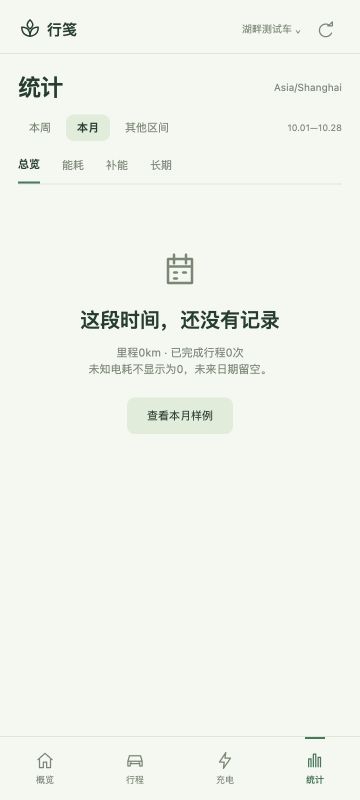 行笺
湖畔测试车
统计
Asia/Shanghai
本周 本月 其他区间 10.01—10.28
总览 能耗 补能 长期
这段时间，还没有记录
里程0km · 已完成行程0次
未知电耗不显示为0，未来日期留空。
查看本月样例
概览 行程 充电 统计